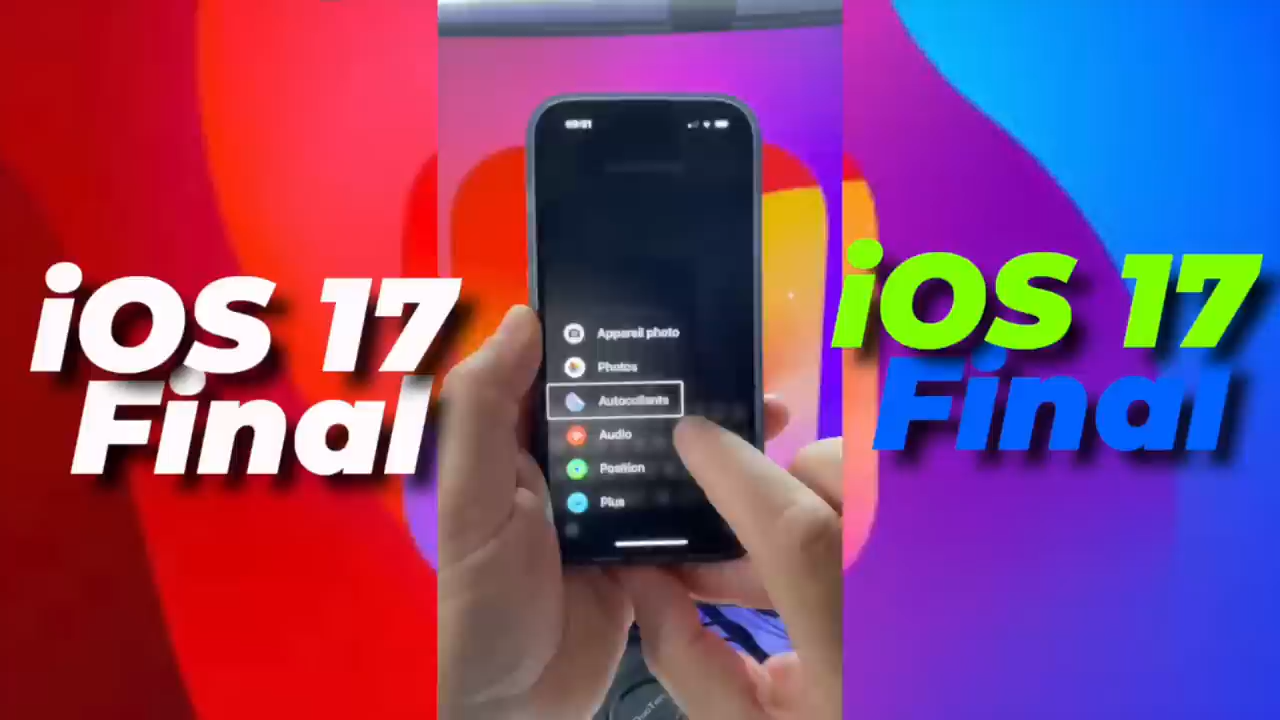 iOS 17
Final
Appareil photo
Photos
Autocollants
Audio
Position
Plus
iOS 17
Final